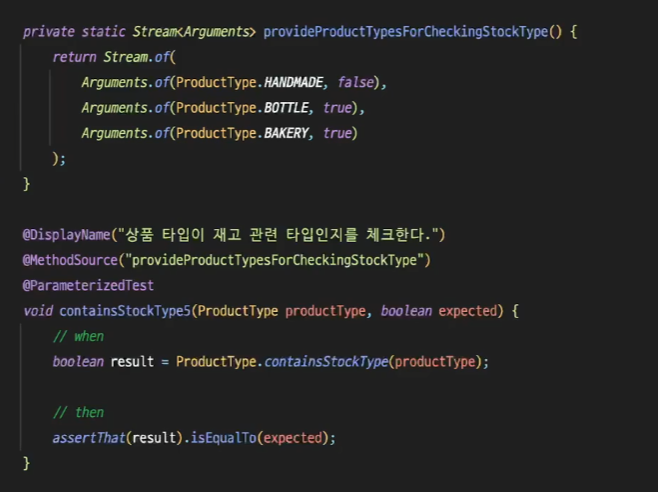 private static Stream<Arguments> provideProductTypesForCheckingStockType() {
return Stream.of(
Arguments.of(ProductType.HANDMADE, false),
Arguments.of(ProductType.BOTTLE, true),
Arguments.of(ProductType.BAKERY, true)
);
}
@DisplayName("상품 타입이 재고 관련 타입인지를 체크한다.")
@MethodSource("provideProductTypesForCheckingStockType")
@ParameterizedTest
void containsStockType5(ProductType productType, boolean expected) {
// when
boolean result = ProductType.containsStockType(productType);
// then
assertThat(result).isEqualTo(expected);
}